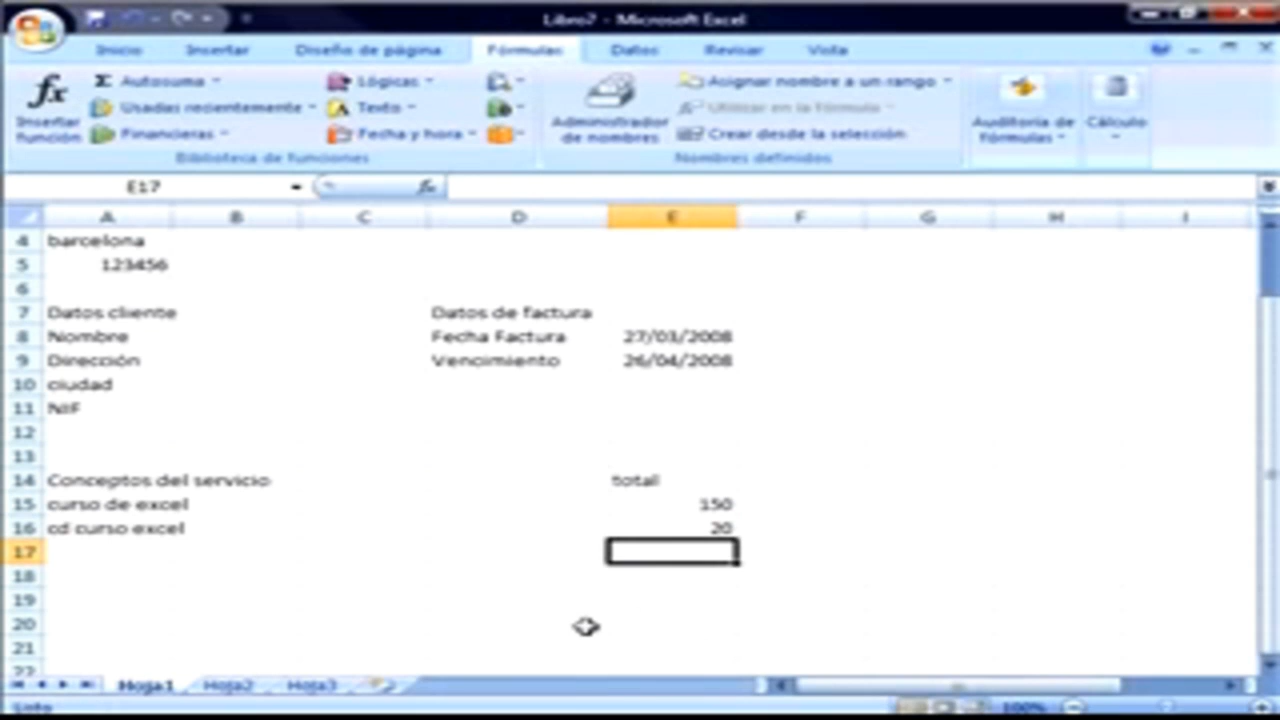 Libro7 - Microsoft Excel
Inicio Insertar Diseño de página Fórmulas Datos Revisar Vista
fx Σ Autosuma Lógicas Asignar nombre a un rango
Insertar función Usadas recientemente Texto Administrador de nombres Utilizar en la fórmula Auditoría de fórmulas Cálculo
Financieras Fecha y hora Crear desde la selección
Biblioteca de funciones Nombres definidos
E17 fx
A B C D E F G H I
4 barcelona
5 123456
6
7 Datos cliente Datos de factura
8 Nombre Fecha Factura 27/03/2008
9 Dirección Vencimiento 26/04/2008
10 ciudad
11 NIF
12
13
14 Conceptos del servicio total
15 curso de excel 150
16 cd curso excel 20
17
18
19
20
21
22
Hoja1 Hoja2 Hoja3
Listo 100%